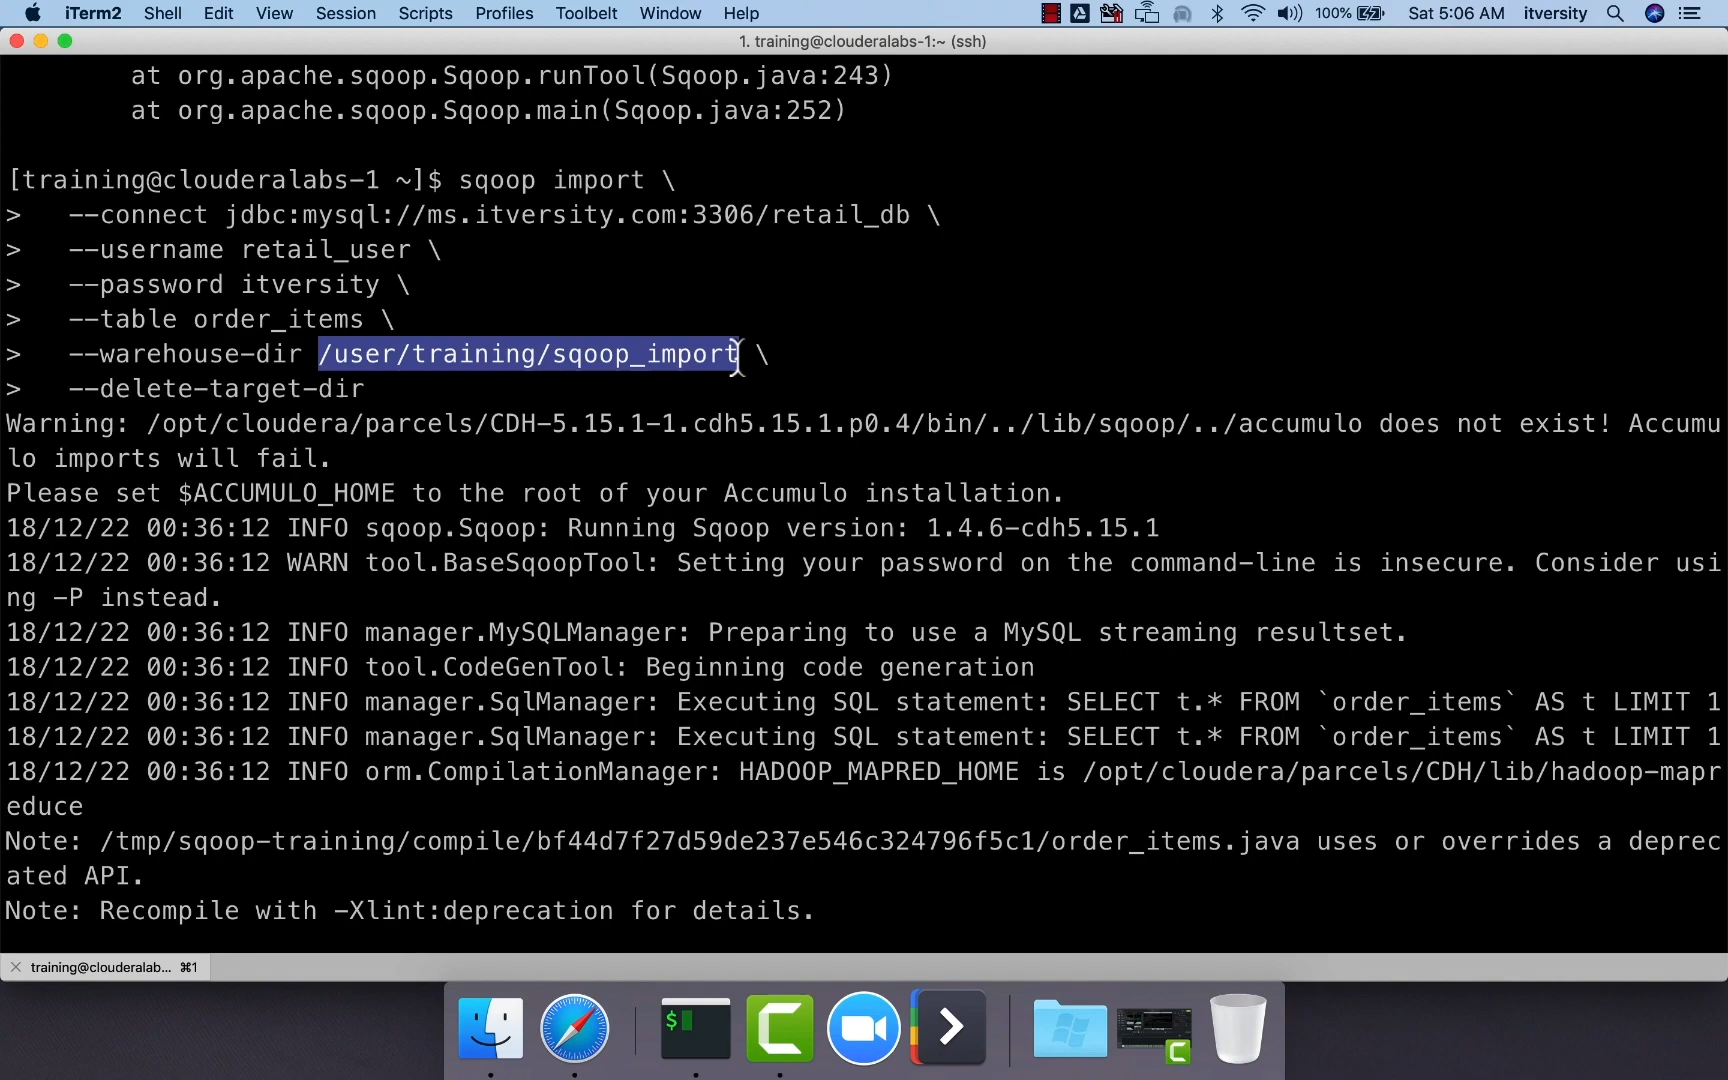 iTerm2 Shell Edit View Session Scripts Profiles Toolbelt Window Help 100% Sat 5:06 AM itversity
1. training@clouderalabs-1:~ (ssh)
at org.apache.sqoop.Sqoop.runTool(Sqoop.java:243)
at org.apache.sqoop.Sqoop.main(Sqoop.java:252)
[training@clouderalabs-1 ~]$ sqoop import \
> --connect jdbc:mysql://ms.itversity.com:3306/retail_db \
> --username retail_user \
> --password itversity \
> --table order_items \
> --warehouse-dir /user/training/sqoop_import \
> --delete-target-dir
Warning: /opt/cloudera/parcels/CDH-5.15.1-1.cdh5.15.1.p0.4/bin/../lib/sqoop/../accumulo does not exist! Accumu
lo imports will fail.
Please set $ACCUMULO_HOME to the root of your Accumulo installation.
18/12/22 00:36:12 INFO sqoop.Sqoop: Running Sqoop version: 1.4.6-cdh5.15.1
18/12/22 00:36:12 WARN tool.BaseSqoopTool: Setting your password on the command-line is insecure. Consider usi
ng -P instead.
18/12/22 00:36:12 INFO manager.MySQLManager: Preparing to use a MySQL streaming resultset.
18/12/22 00:36:12 INFO tool.CodeGenTool: Beginning code generation
18/12/22 00:36:12 INFO manager.SqlManager: Executing SQL statement: SELECT t.* FROM `order_items` AS t LIMIT 1
18/12/22 00:36:12 INFO manager.SqlManager: Executing SQL statement: SELECT t.* FROM `order_items` AS t LIMIT 1
18/12/22 00:36:12 INFO orm.CompilationManager: HADOOP_MAPRED_HOME is /opt/cloudera/parcels/CDH/lib/hadoop-mapr
educe
Note: /tmp/sqoop-training/compile/bf44d7f27d59de237e546c324796f5c1/order_items.java uses or overrides a deprec
ated API.
Note: Recompile with -Xlint:deprecation for details.
training@clouderalab... ⌘1
$